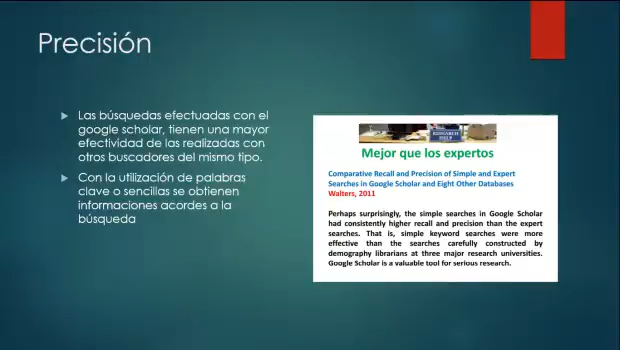 Precisión
Las búsquedas efectuadas con el
google scholar, tienen una mayor
efectividad de las realizadas con
otros buscadores del mismo tipo.
Con la utilización de palabras
clave o sencillas se obtienen
informaciones acordes a la
búsqueda
RESEARCH
HELP
Mejor que los expertos
Comparative Recall and Precision of Simple and Expert
Searches in Google Scholar and Eight Other Databases
Walters, 2011
Perhaps surprisingly, the simple searches in Google Scholar
had consistently higher recall and precision than the expert
searches. That is, simple keyword searches were more
effective than the searches carefully constructed by
demography librarians at three major research universities.
Google Scholar is a valuable tool for serious research.